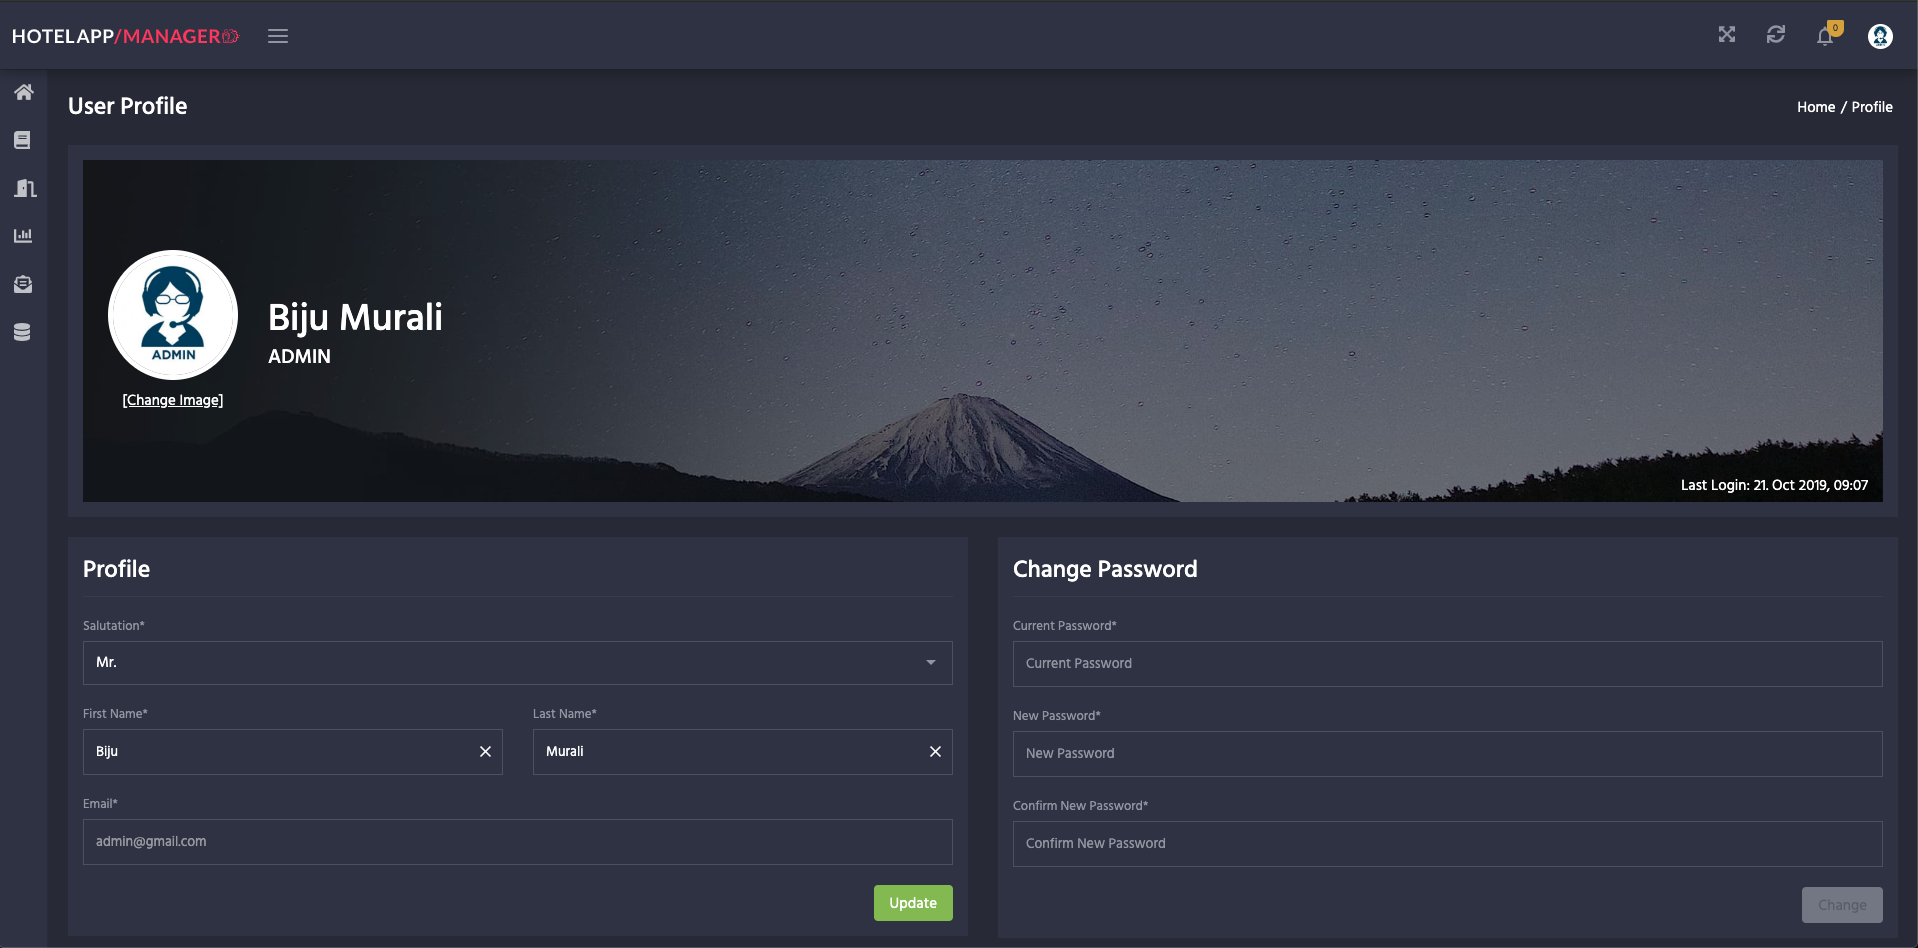 HOTELAPP/MANAGER
0
User Profile
Home / Profile
ADMIN
Biju Murali
ADMIN
[Change Image]
Last Login: 21. Oct 2019, 09:07
Profile
Salutation*
Mr.
First Name*
Last Name*
Biju
Murali
Email*
admin@gmail.com
Update
Change Password
Current Password*
Current Password
New Password*
New Password
Confirm New Password*
Confirm New Password
Change